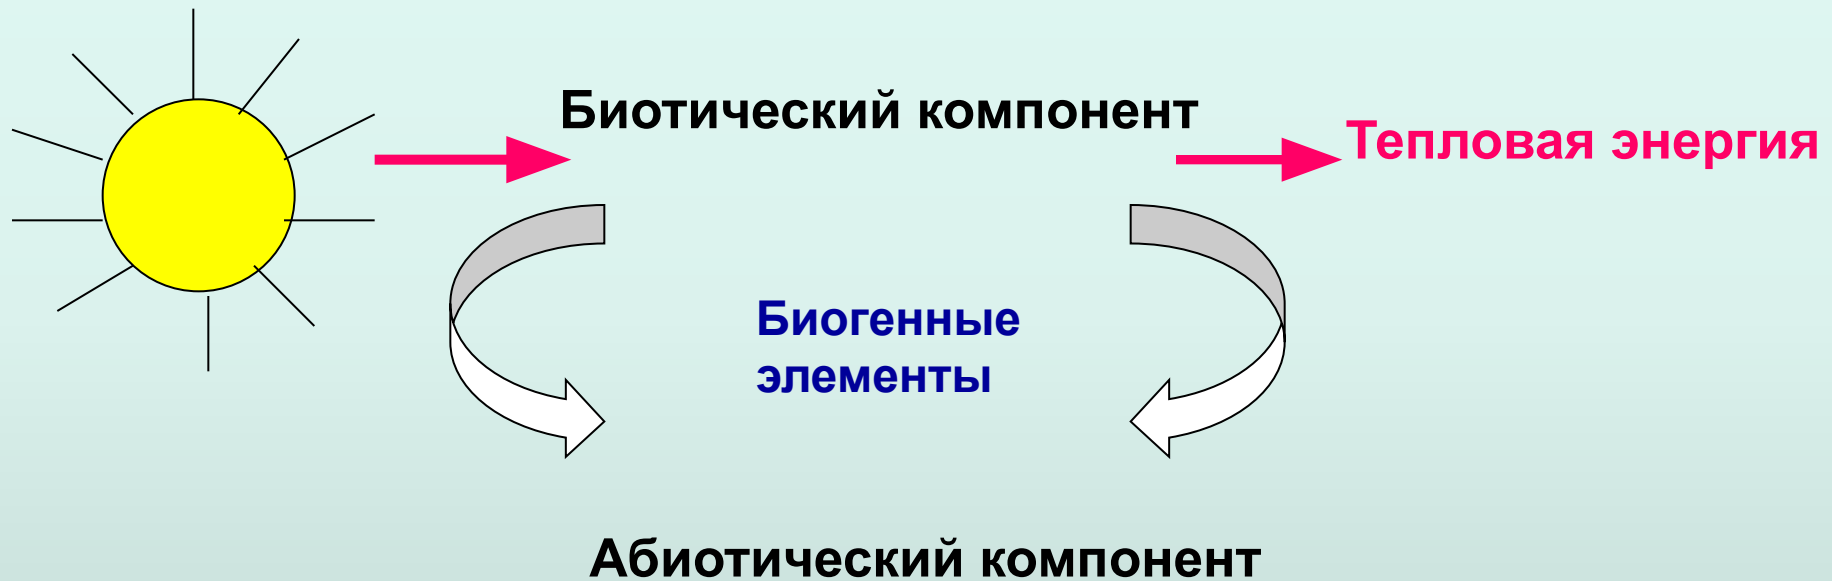 Биотический компонент
Тепловая энергия
Биогенные
элементы
Абиотический компонент